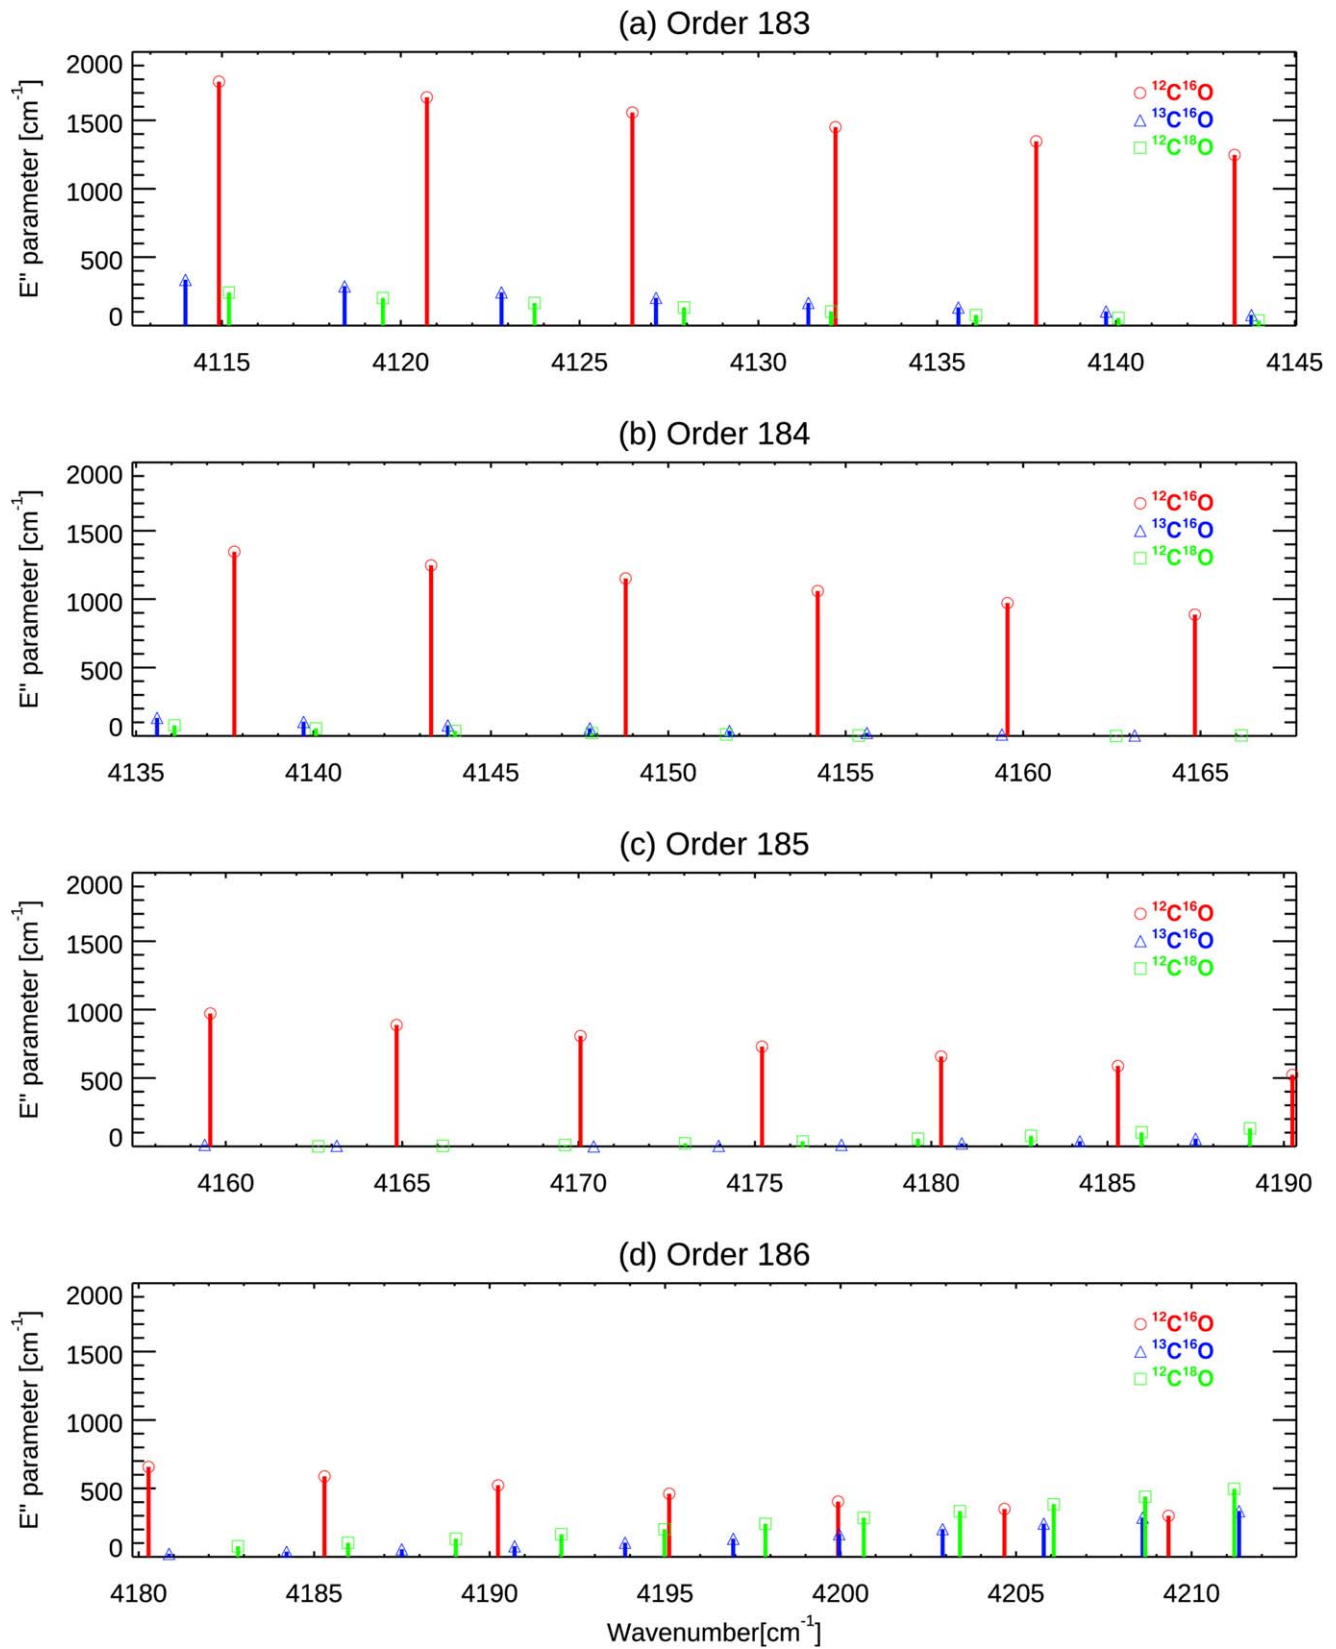 (a) Order 183
E" parameter [cm⁻¹]
2000
1500
1000
500
0
¹²C¹⁶O
¹³C¹⁶O
¹²C¹⁸O
4115 4120 4125 4130 4135 4140 4145
(b) Order 184
E" parameter [cm⁻¹]
2000
1500
1000
500
0
¹²C¹⁶O
¹³C¹⁶O
¹²C¹⁸O
4135 4140 4145 4150 4155 4160 4165
(c) Order 185
E" parameter [cm⁻¹]
2000
1500
1000
500
0
¹²C¹⁶O
¹³C¹⁶O
¹²C¹⁸O
4160 4165 4170 4175 4180 4185 4190
(d) Order 186
E" parameter [cm⁻¹]
2000
1500
1000
500
0
¹²C¹⁶O
¹³C¹⁶O
¹²C¹⁸O
4180 4185 4190 4195 4200 4205 4210
Wavenumber[cm⁻¹]